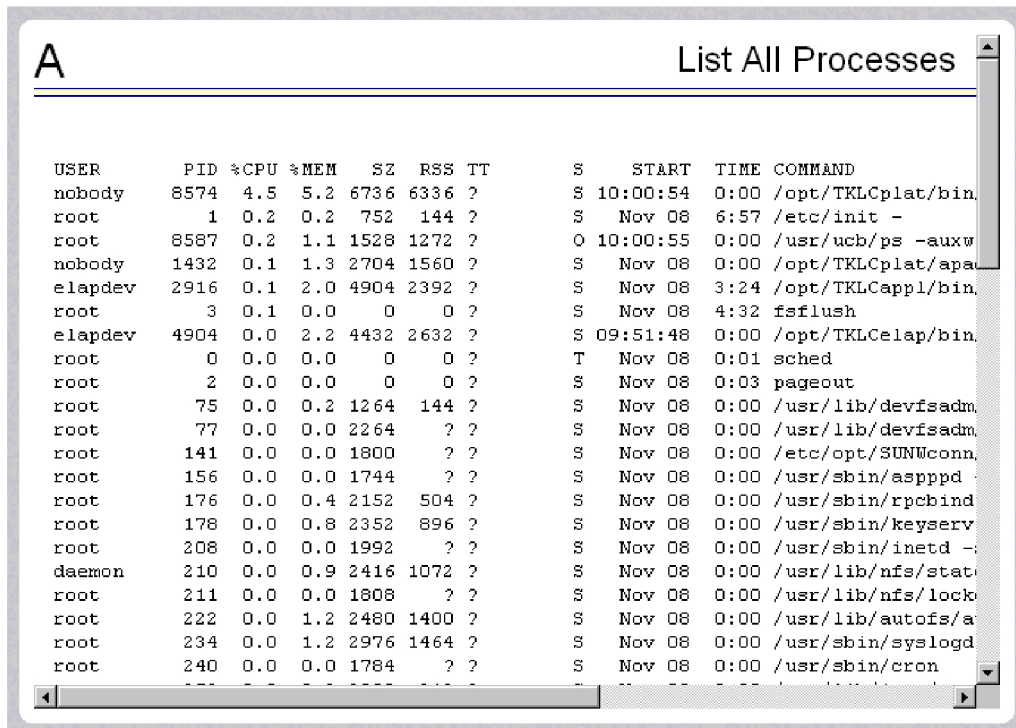 A
List All Processes
USER PID %CPU %MEM SZ RSS TT S START TIME COMMAND
nobody 8574 4.5 5.2 6736 6336 ? S 10:00:54 0:00 /opt/TKLCplat/bin/
root 1 0.2 0.2 752 144 ? S Nov 08 6:57 /etc/init -
root 8587 0.2 1.1 1528 1272 ? O 10:00:55 0:00 /usr/ucb/ps -auxw
nobody 1432 0.1 1.3 2704 1560 ? S Nov 08 0:00 /opt/TKLCplat/apa
elapdev 2916 0.1 2.0 4904 2392 ? S Nov 08 3:24 /opt/TKLCappl/bin/
root 3 0.1 0.0 0 0 ? S Nov 08 4:32 fsflush
elapdev 4904 0.0 2.2 4432 2632 ? S 09:51:48 0:00 /opt/TKLCelap/bin/
root 0 0.0 0.0 0 0 ? T Nov 08 0:01 sched
root 2 0.0 0.0 0 0 ? S Nov 08 0:03 pageout
root 75 0.0 0.2 1264 144 ? S Nov 08 0:00 /usr/lib/devfsadm/
root 77 0.0 0.0 2264 ? ? S Nov 08 0:00 /usr/lib/devfsadm/
root 141 0.0 0.0 1800 ? ? S Nov 08 0:00 /etc/opt/SUNWconn/
root 156 0.0 0.0 1744 ? ? S Nov 08 0:00 /usr/sbin/aspppd -
root 176 0.0 0.4 2152 504 ? S Nov 08 0:00 /usr/sbin/rpcbind
root 178 0.0 0.8 2352 896 ? S Nov 08 0:00 /usr/sbin/keyserv
root 208 0.0 0.0 1992 ? ? S Nov 08 0:00 /usr/sbin/inetd -s
daemon 210 0.0 0.9 2416 1072 ? S Nov 08 0:00 /usr/lib/nfs/stat
root 211 0.0 0.0 1808 ? ? S Nov 08 0:00 /usr/lib/nfs/lock
root 222 0.0 1.2 2480 1400 ? S Nov 08 0:00 /usr/lib/autofs/a
root 234 0.0 1.2 2976 1464 ? S Nov 08 0:00 /usr/sbin/syslogd
root 240 0.0 0.0 1784 ? ? S Nov 08 0:00 /usr/sbin/cron